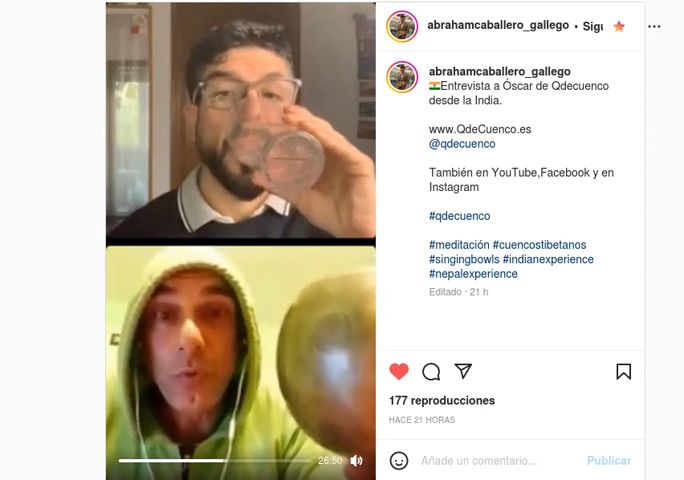 abrahamcaballero_gallego • Sigu
abrahamcaballero_gallego
Entrevista a Óscar de Qdecuenco
desde la India.
www.QdeCuenco.es
@qdecuenco
También en YouTube,Facebook y en
Instagram
#qdecuenco
#meditación #cuencostibetanos
#singingbowls #indianexperience
#nepalexperience
Editado · 21 h
177 reproducciones
HACE 21 HORAS
Añade un comentario... Publicar
26:50